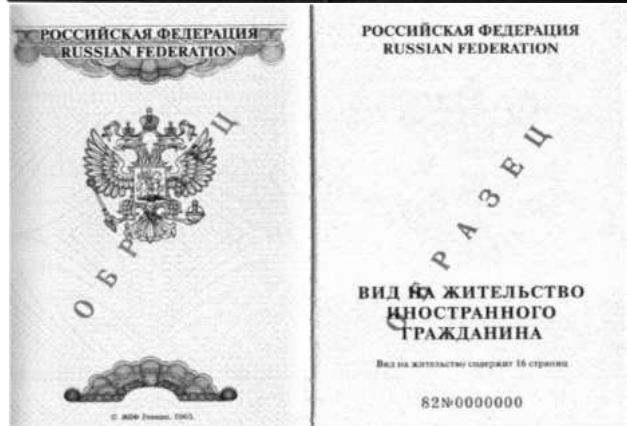 РОССИЙСКАЯ ФЕДЕРАЦИЯ
RUSSIAN FEDERATION
ОБРАЗЕЦ
РОССИЙСКАЯ ФЕДЕРАЦИЯ
RUSSIAN FEDERATION
ОБРАЗЕЦ
ВИД НА ЖИТЕЛЬСТВО
ИНОСТРАННОГО
ГРАЖДАНИНА
Вид на жительство содержит 16 страниц
82№0000000